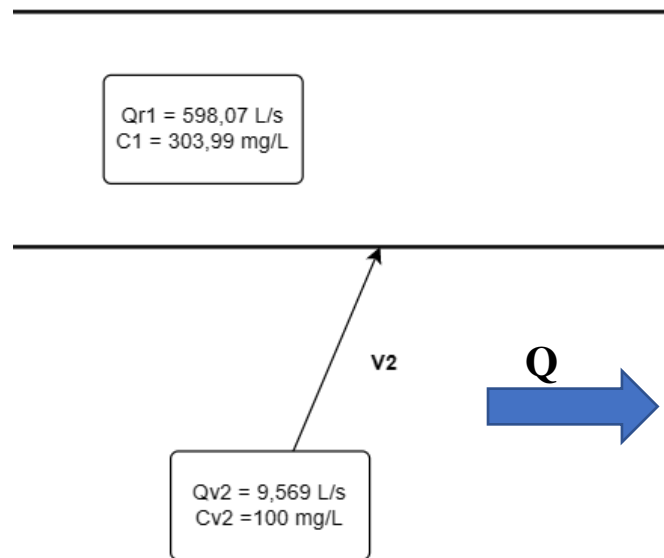 Qr1 = 598,07 L/s
C1 = 303,99 mg/L
V2
Q
Qv2 = 9,569 L/s
Cv2 =100 mg/L